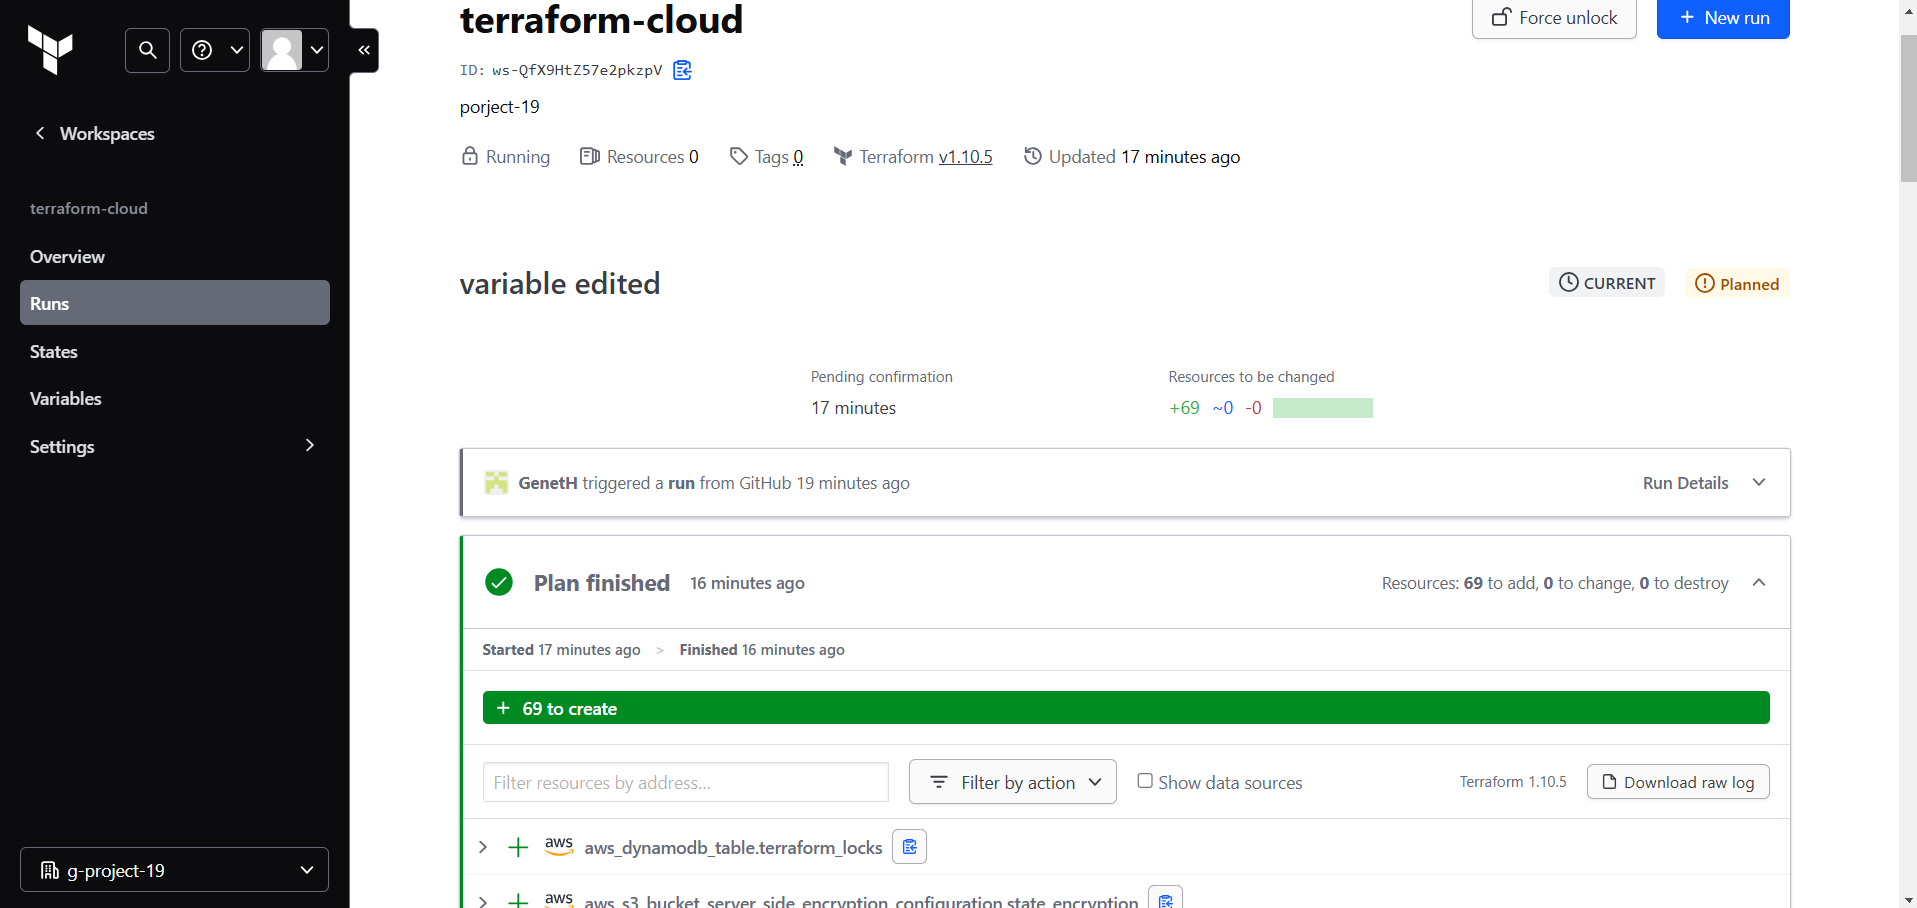 terraform-cloud
Force unlock
+ New run
ID: ws-QfX9HtZ57e2pkzpV
porject-19
Running
Resources 0
Tags 0
Terraform v1.10.5
Updated 17 minutes ago
Workspaces
terraform-cloud
Overview
Runs
States
Variables
Settings
g-project-19
variable edited
CURRENT
Planned
Pending confirmation
17 minutes
Resources to be changed
+69 ~0 -0
GenetH triggered a run from GitHub 19 minutes ago
Run Details
Plan finished 16 minutes ago
Resources: 69 to add, 0 to change, 0 to destroy
Started 17 minutes ago > Finished 16 minutes ago
+ 69 to create
Filter resources by address...
Filter by action
Show data sources
Terraform 1.10.5
Download raw log
aws aws_dynamodb_table.terraform_locks
aws aws_s3_bucket_server_side_encryption_configuration.state_encryption